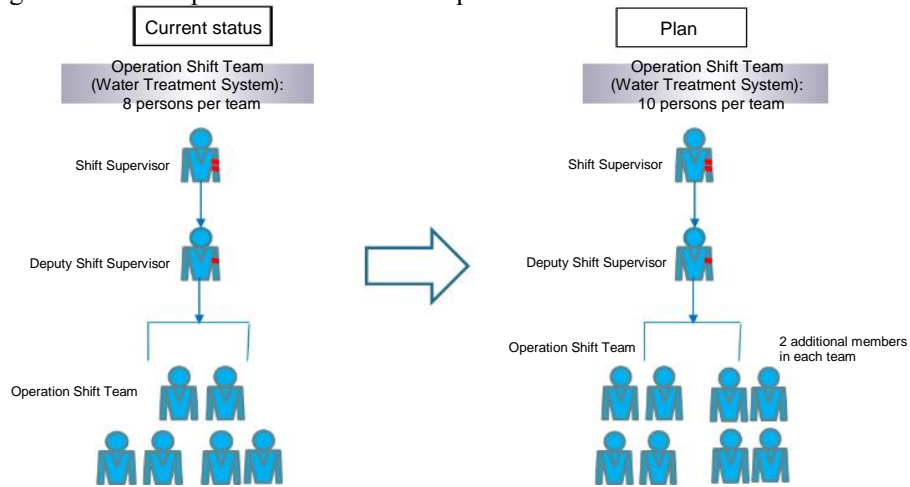 Current status
Operation Shift Team
(Water Treatment System):
8 persons per team
Shift Supervisor
Deputy Shift Supervisor
Operation Shift Team
Plan
Operation Shift Team
(Water Treatment System):
10 persons per team
Shift Supervisor
Deputy Shift Supervisor
Operation Shift Team
2 additional members
in each team